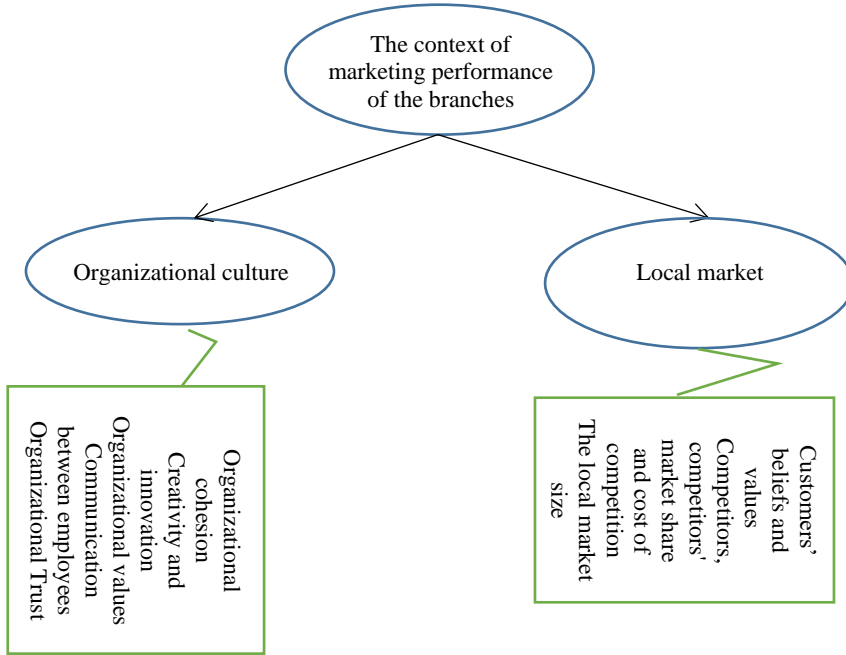 The context of
marketing performance
of the branches
Organizational culture
Local market
Organizational
cohesion
Creativity and
innovation
Organizational values
Communication
between employees
Organizational Trust
Customers’
beliefs and
values
Competitors,
competitors'
market share
and cost of
competition
The local market
size